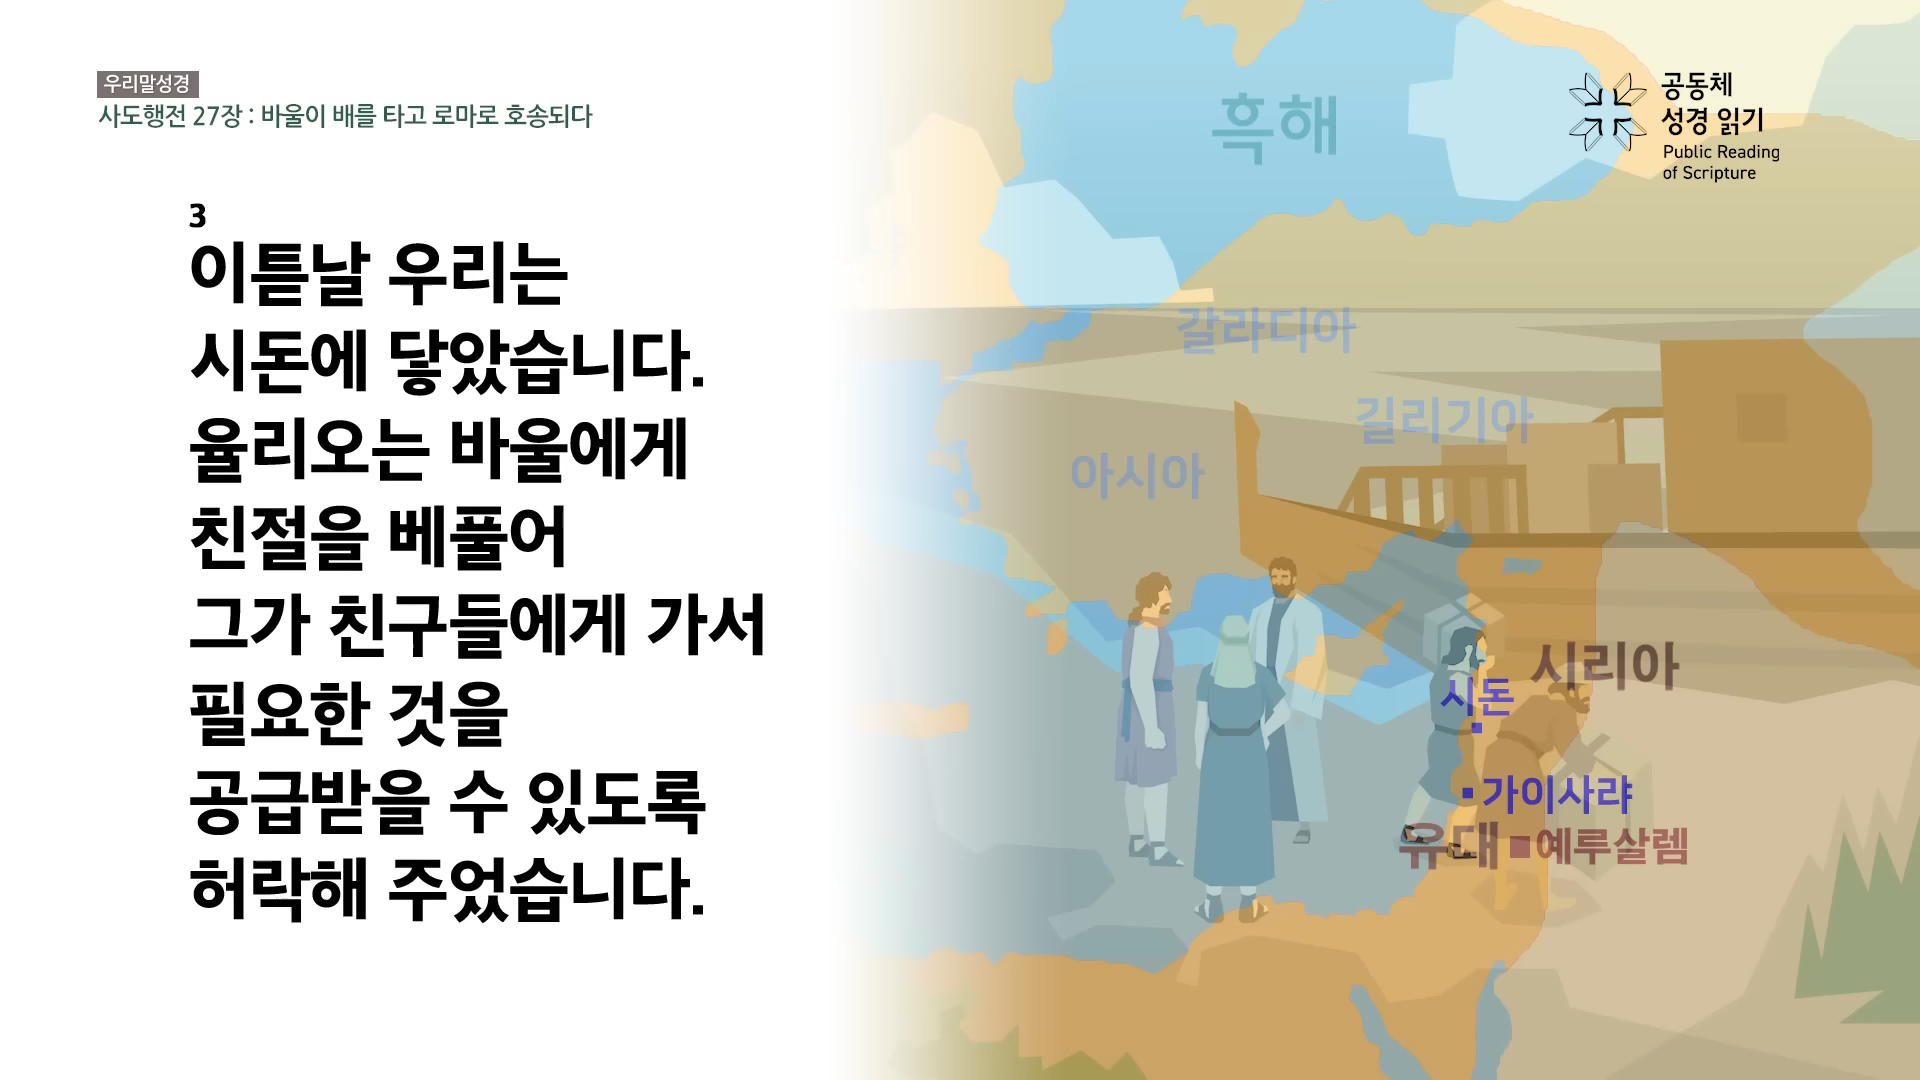 우리말성경
사도행전 27장 : 바울이 배를 타고 로마로 호송되다
3
이튿날 우리는
시돈에 닿았습니다.
율리오는 바울에게
친절을 베풀어
그가 친구들에게 가서
필요한 것을
공급받을 수 있도록
허락해 주었습니다.
공동체
성경 읽기
Public Reading
of Scripture
흑해
갈라디아
길리기아
아시아
시리아
시돈
가이사랴
유대
예루살렘